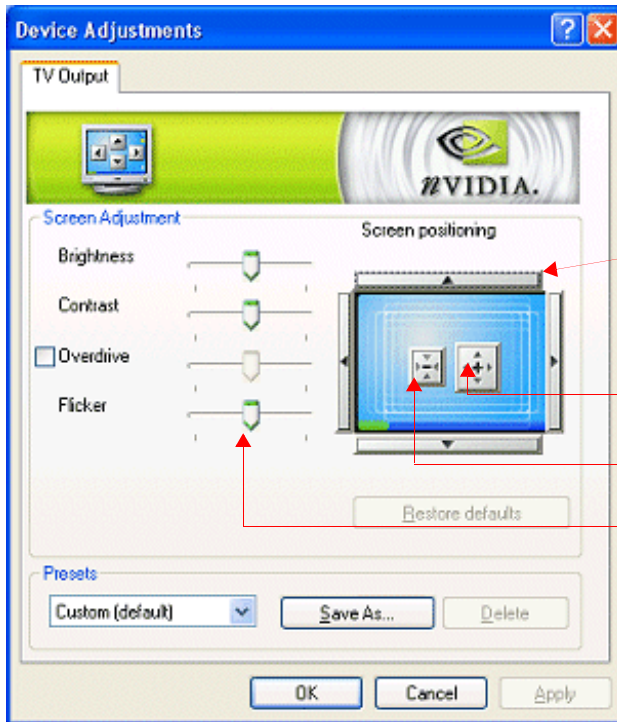 Device Adjustments
TV Output
nVIDIA.
Screen Adjustment
Screen positioning
Brightness
Contrast
Overdrive
Flicker
Restore defaults
Presets
Custom (default)
Save As...
Delete
OK
Cancel
Apply